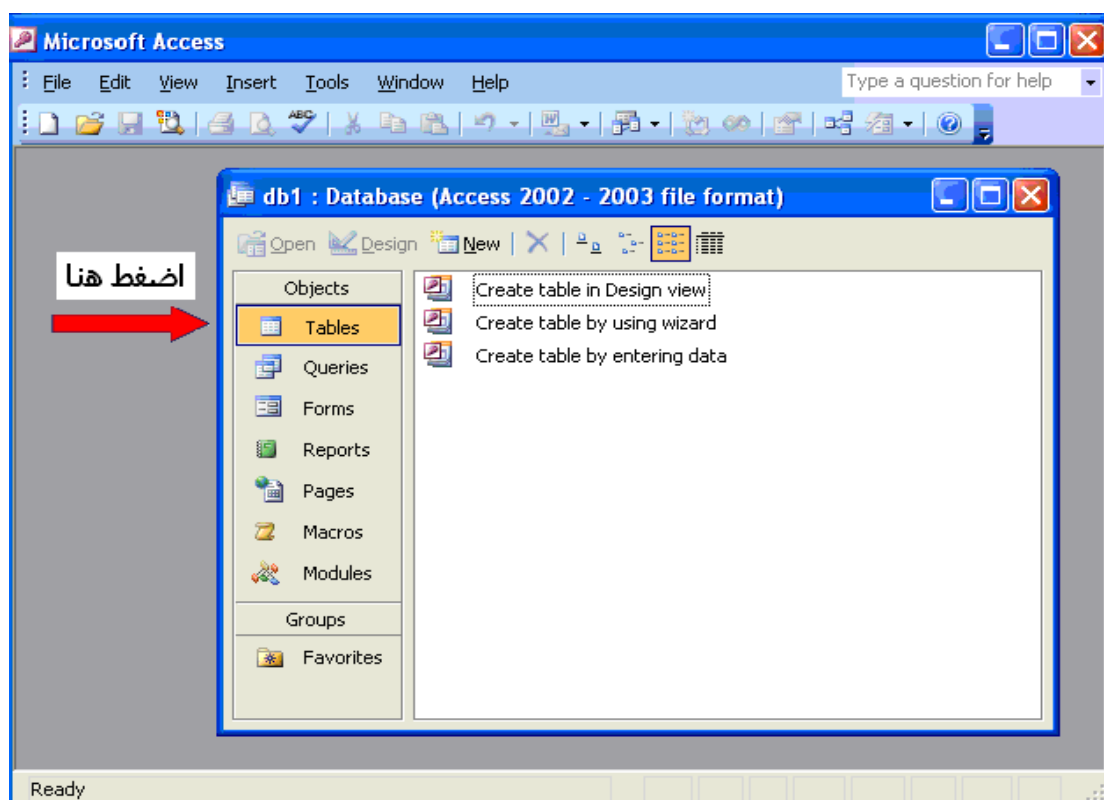 Microsoft Access
File Edit View Insert Tools Window Help Type a question for help
db1 : Database (Access 2002 - 2003 file format)
Open Design New
اضغط هنا
Objects
Tables
Queries
Forms
Reports
Pages
Macros
Modules
Groups
Favorites
Create table in Design view
Create table by using wizard
Create table by entering data
Ready